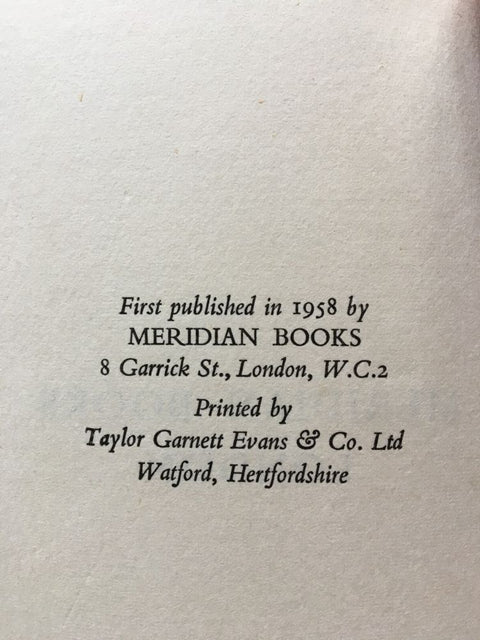 First published in 1958 by
MERIDIAN BOOKS
8 Garrick St., London, W.C.2
Printed by
Taylor Garnett Evans & Co. Ltd
Watford, Hertfordshire